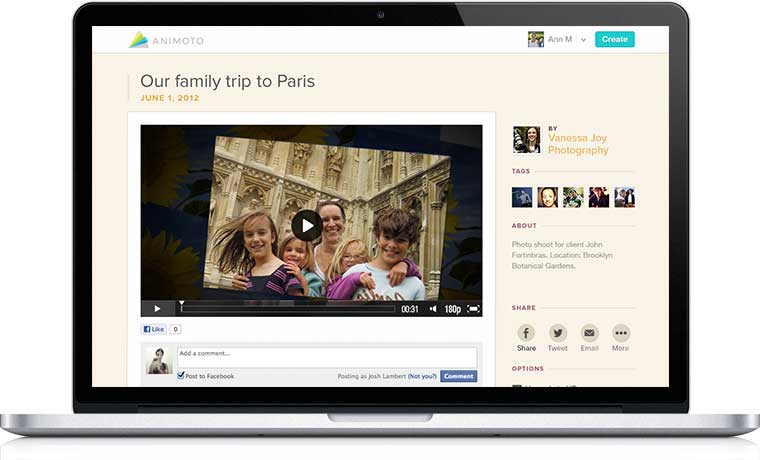 ANIMOTO
Ann M
Create
Our family trip to Paris
JUNE 1, 2012
00:31
180p
Like
0
Add a comment...
Post to Facebook
Posting as Josh Lambert (Not you?)
Comment
BY
Vanessa Joy
Photography
TAGS
ABOUT
Photo shoot for client John
Fortinbras. Location: Brooklyn
Botanical Gardens.
SHARE
Share
Tweet
Email
More
OPTIONS